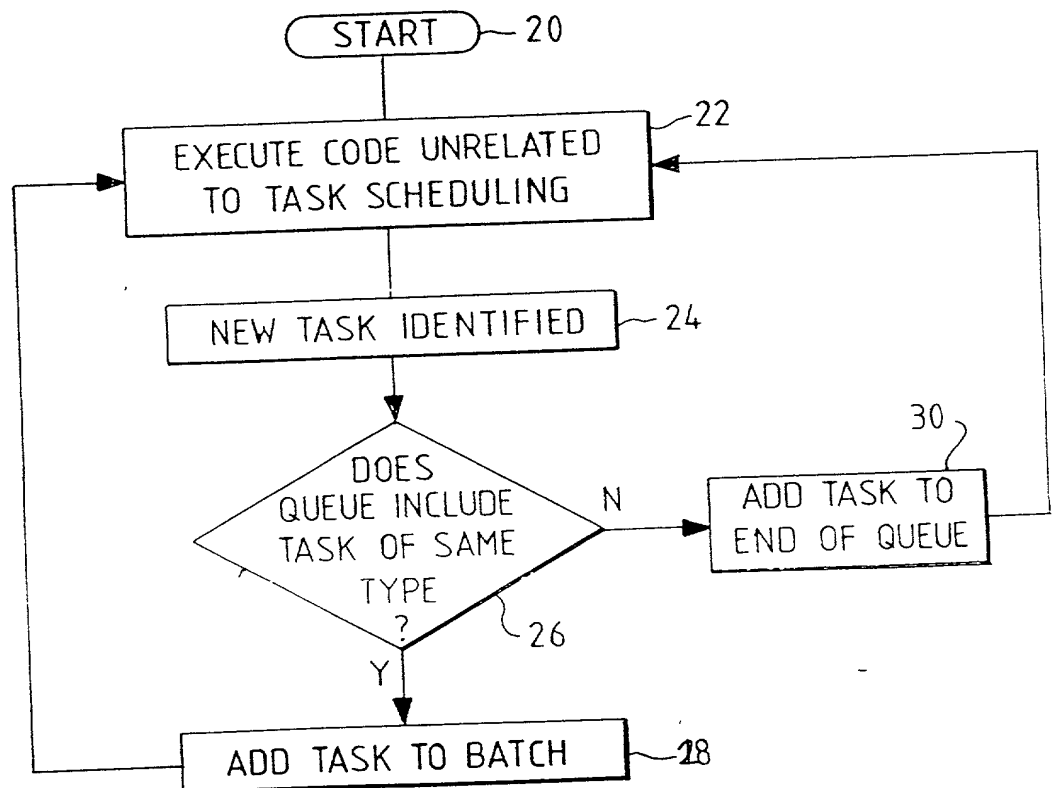 START
20
EXECUTE CODE UNRELATED
TO TASK SCHEDULING
22
NEW TASK IDENTIFIED
24
DOES
QUEUE INCLUDE
TASK OF SAME
TYPE
?
26
N
30
ADD TASK TO
END OF QUEUE
Y
ADD TASK TO BATCH